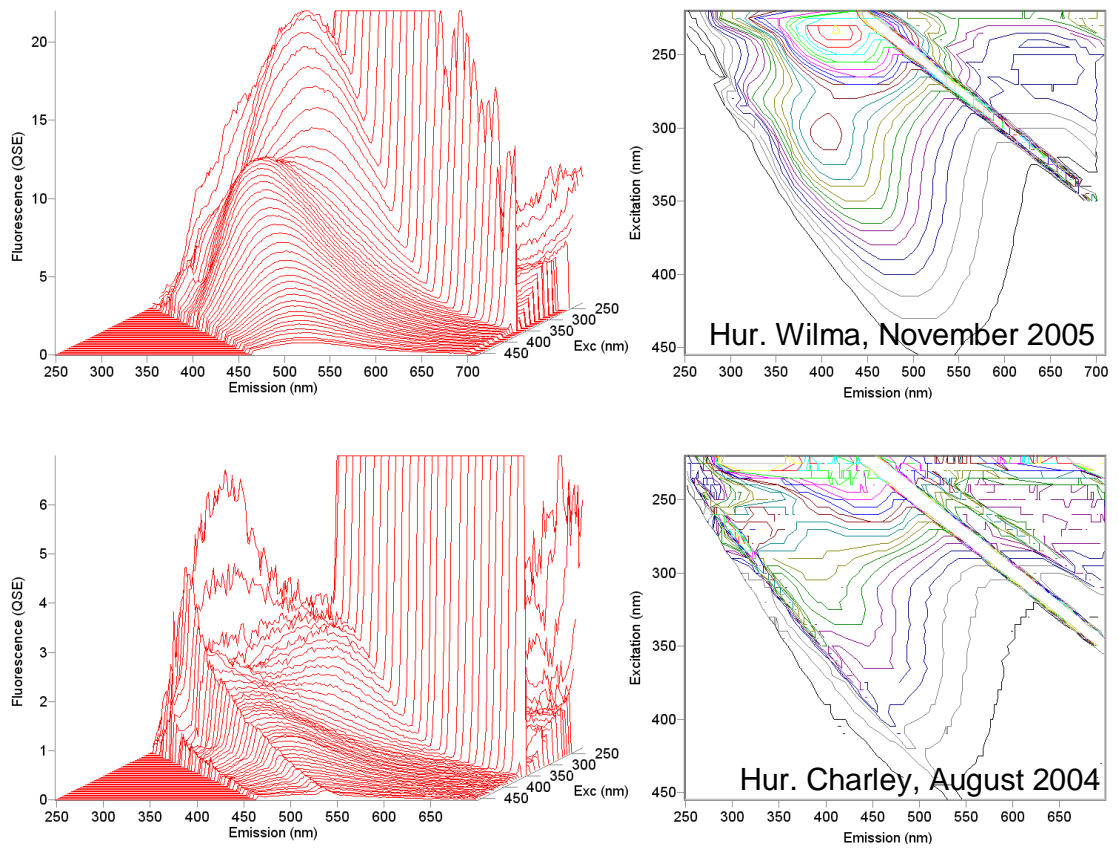 20
15
10
5
0
Fluorescence (QSE)
250 300 350 400 450 500 550 600 650 700
Emission (nm)
250
300
350
400
450
Exc (nm)
250
300
350
400
450
Excitation (nm)
Hur. Wilma, November 2005
250 300 350 400 450 500 550 600 650 700
Emission (nm)
6
5
4
3
2
1
0
Fluorescence (QSE)
250 300 350 400 450 500 550 600 650
Emission (nm)
250
300
350
400
450
Exc (nm)
250
300
350
400
450
Excitation (nm)
Hur. Charley, August 2004
250 300 350 400 450 500 550 600 650
Emission (nm)